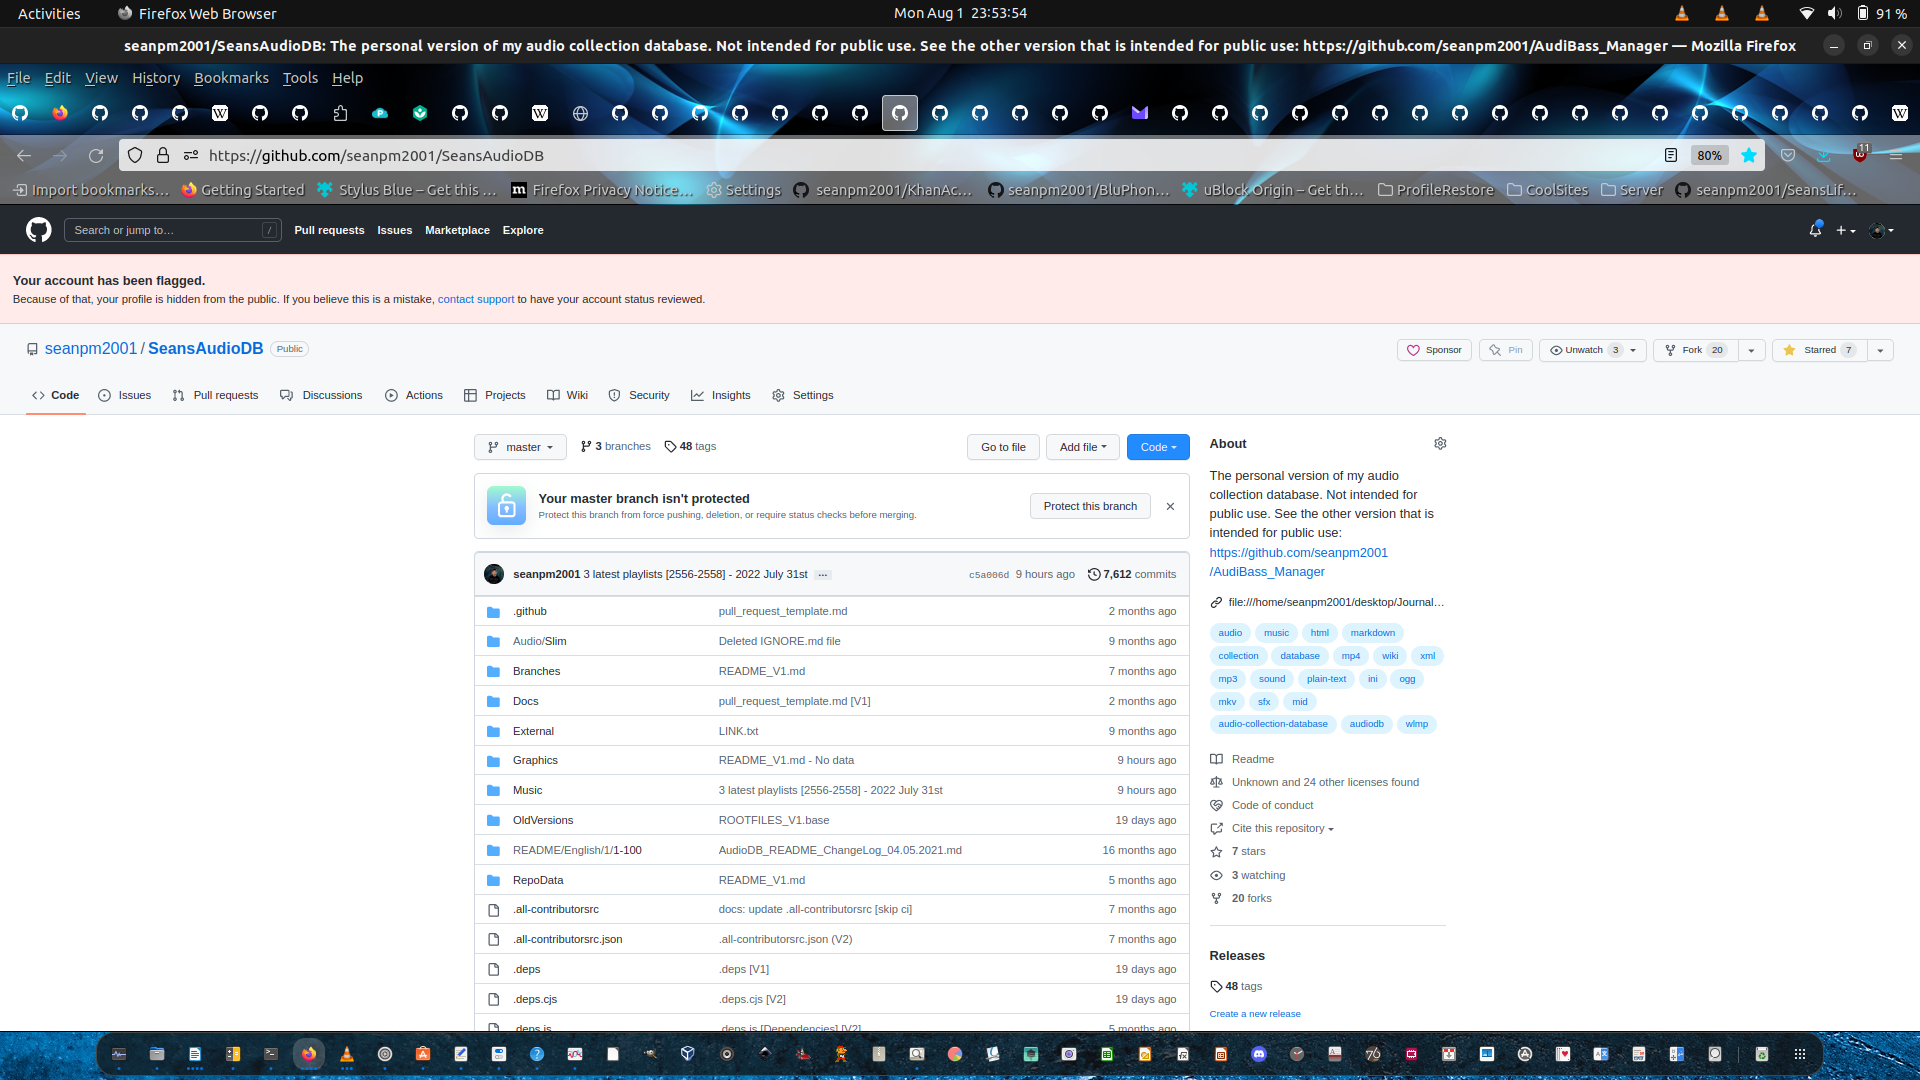 Activities
Firefox Web Browser
Mon Aug 1 23:53:54
91 %
seanpm2001/SeansAudioDB: The personal version of my audio collection database. Not intended for public use. See the other version that is intended for public use: https://github.com/seanpm2001/AudiBass_Manager — Mozilla Firefox
File Edit View History Bookmarks Tools Help
https://github.com/seanpm2001/SeansAudioDB
80%
11
Import bookmarks…
Getting Started
Stylus Blue – Get this …
Firefox Privacy Notice…
Settings
seanpm2001/KhanAc…
seanpm2001/BluPhon…
uBlock Origin – Get th…
ProfileRestore
CoolSites
Server
seanpm2001/SeansLif…
Search or jump to…
/
Pull requests
Issues
Marketplace
Explore
Your account has been flagged.
Because of that, your profile is hidden from the public. If you believe this is a mistake, contact support to have your account status reviewed.
seanpm2001 / SeansAudioDB Public
Sponsor
Pin
Unwatch 3
Fork 20
Starred 7
Code
Issues
Pull requests
Discussions
Actions
Projects
Wiki
Security
Insights
Settings
master
3 branches
48 tags
Go to file
Add file
Code
Your master branch isn't protected
Protect this branch from force pushing, deletion, or require status checks before merging.
Protect this branch
seanpm2001 3 latest playlists [2556-2558] - 2022 July 31st …
c5a006d 9 hours ago
7,612 commits
.github pull_request_template.md 2 months ago
Audio/Slim Deleted IGNORE.md file 9 months ago
Branches README_V1.md 7 months ago
Docs pull_request_template.md [V1] 2 months ago
External LINK.txt 9 months ago
Graphics README_V1.md - No data 9 hours ago
Music 3 latest playlists [2556-2558] - 2022 July 31st 9 hours ago
OldVersions ROOTFILES_V1.base 19 days ago
README/English/1/1-100 AudioDB_README_ChangeLog_04.05.2021.md 16 months ago
RepoData README_V1.md 5 months ago
.all-contributorsrc docs: update .all-contributorsrc [skip ci] 7 months ago
.all-contributorsrc.json .all-contributorsrc.json (V2) 7 months ago
.deps .deps [V1] 19 days ago
.deps.cjs .deps.cjs [V2] 19 days ago
.deps.js .deps.js [Dependencies] [V2] 5 months ago
About
The personal version of my audio
collection database. Not intended for
public use. See the other version that is
intended for public use:
https://github.com/seanpm2001
/AudiBass_Manager
file:///home/seanpm2001/desktop/Journal…
audio music html markdown
collection database mp4 wiki xml
mp3 sound plain-text ini ogg
mkv sfx mid
audio-collection-database audiodb wlmp
Readme
Unknown and 24 other licenses found
Code of conduct
Cite this repository
7 stars
3 watching
20 forks
Releases
48 tags
Create a new release